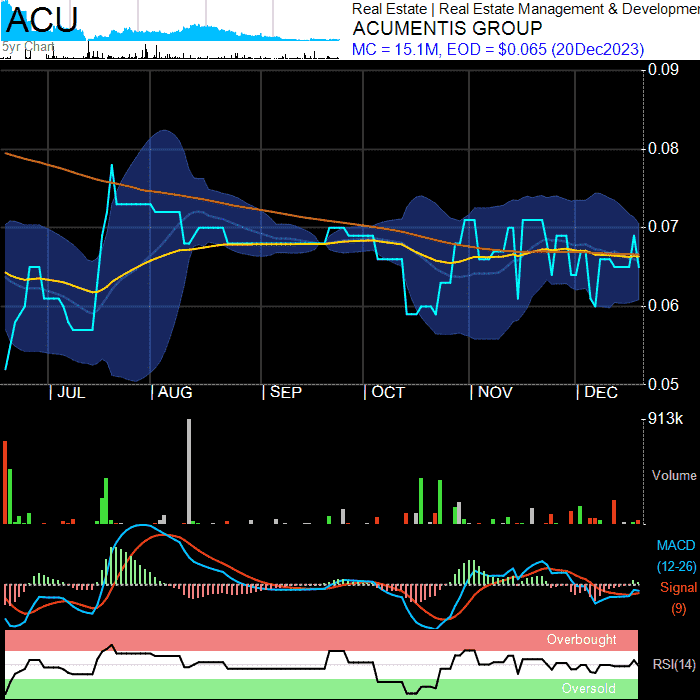 ACU
5yr Chart
Real Estate | Real Estate Management & Developmen
ACUMENTIS GROUP
MC = 15.1M, EOD = $0.065 (20Dec2023)
0.09
0.08
0.07
0.06
0.05
| JUL | AUG | SEP | OCT | NOV | DEC
913k
Volume
MACD
(12-26)
Signal
(9)
Overbought
RSI(14)
Oversold